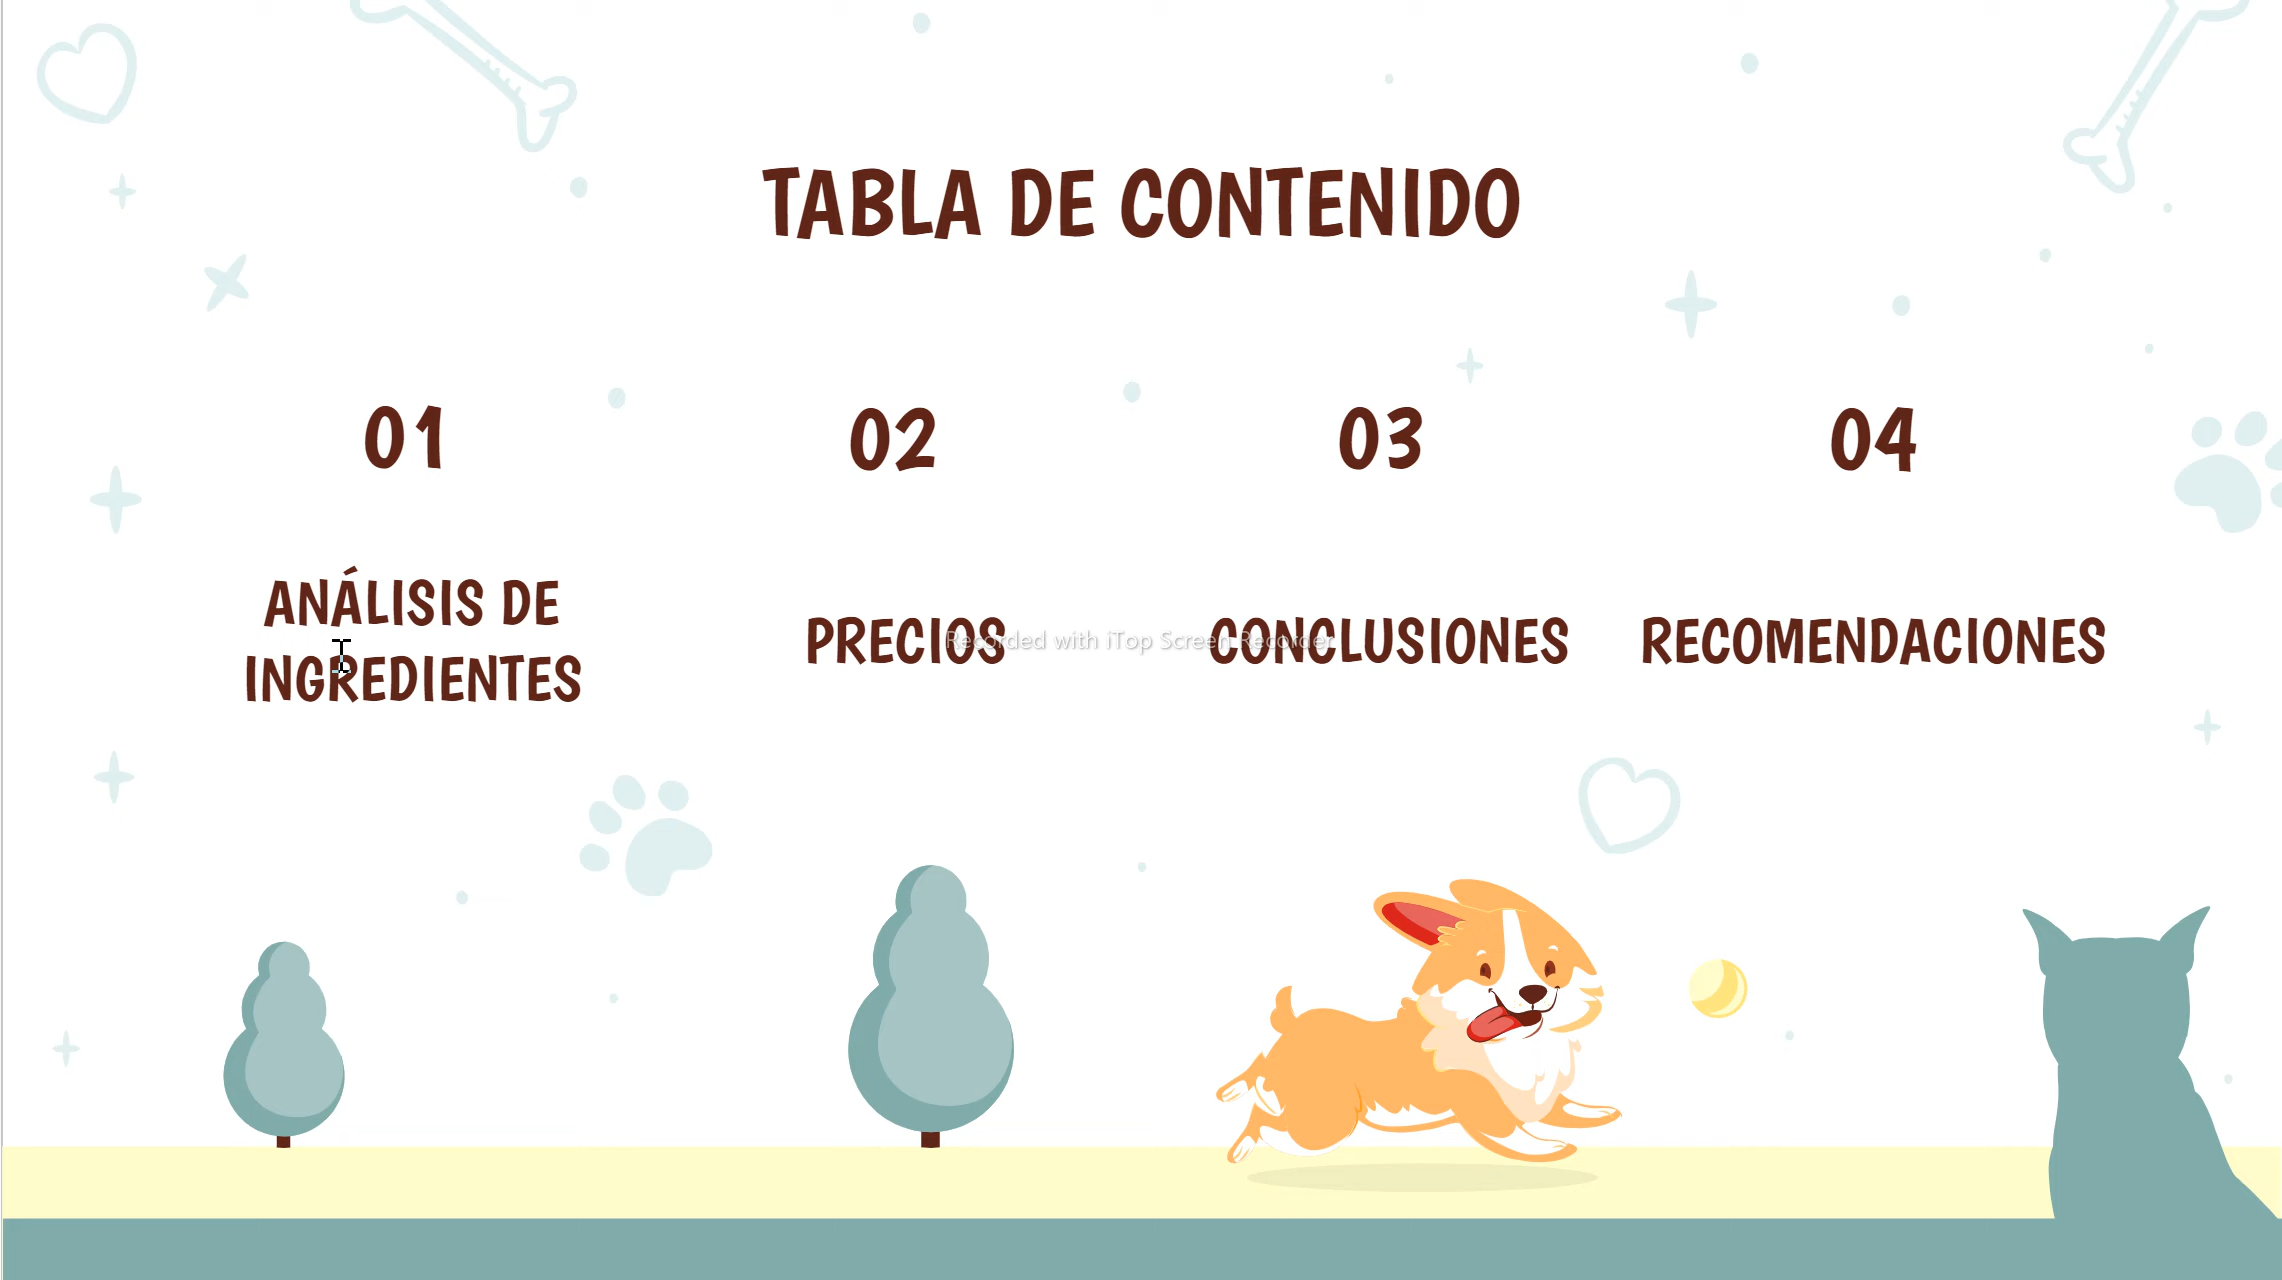 TABLA DE CONTENIDO
01
02
03
04
ANÁLISIS DE
INGREDIENTES
PRECIOS
CONCLUSIONES
RECOMENDACIONES
Recorded with iTop Screen Recorder